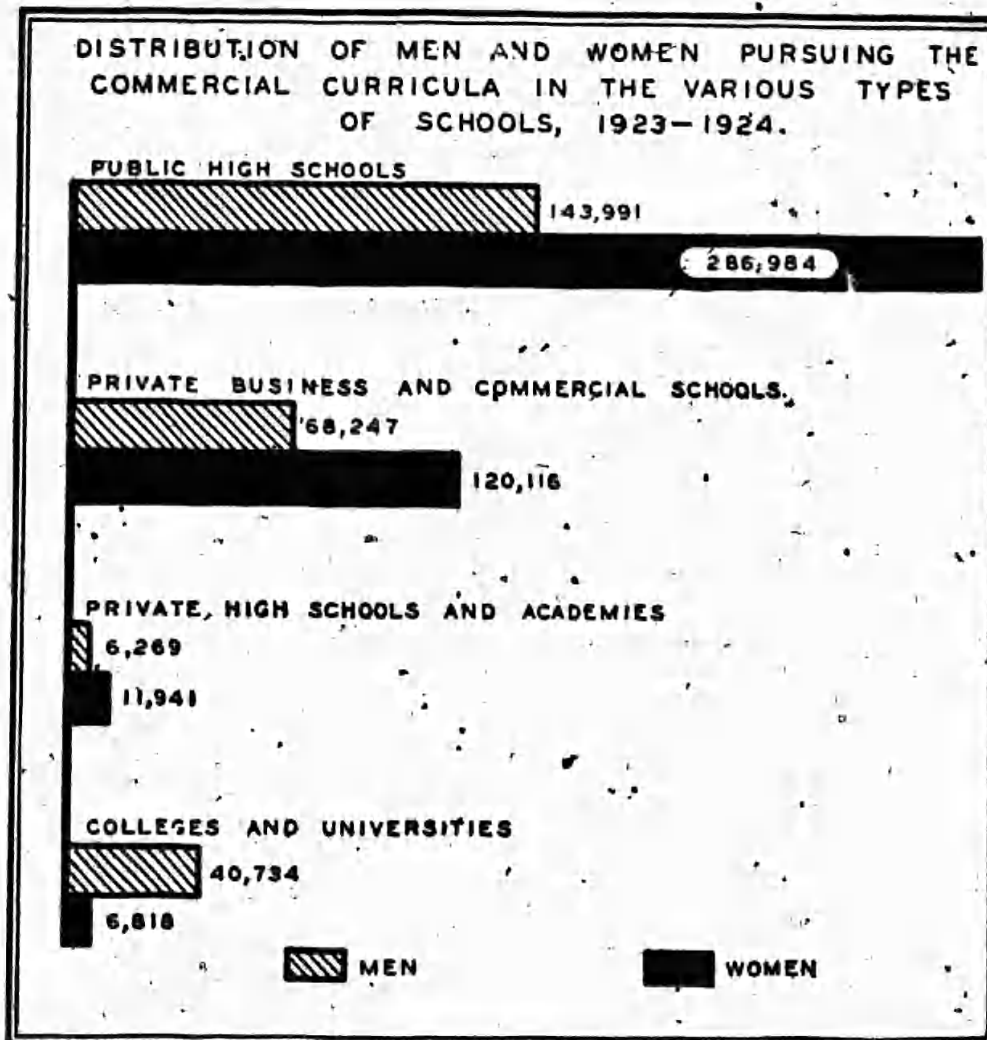 DISTRIBUTION OF MEN AND WOMEN PURSUING THE
COMMERCIAL CURRICULA IN THE VARIOUS TYPES
OF SCHOOLS, 1923-1924.
PUBLIC HIGH SCHOOLS
143,991
286,984
PRIVATE BUSINESS AND COMMERCIAL SCHOOLS.
68,247
120,116
PRIVATE, HIGH SCHOOLS AND ACADEMIES
6,269
11,941
COLLEGES AND UNIVERSITIES
40,734
6,818
MEN WOMEN